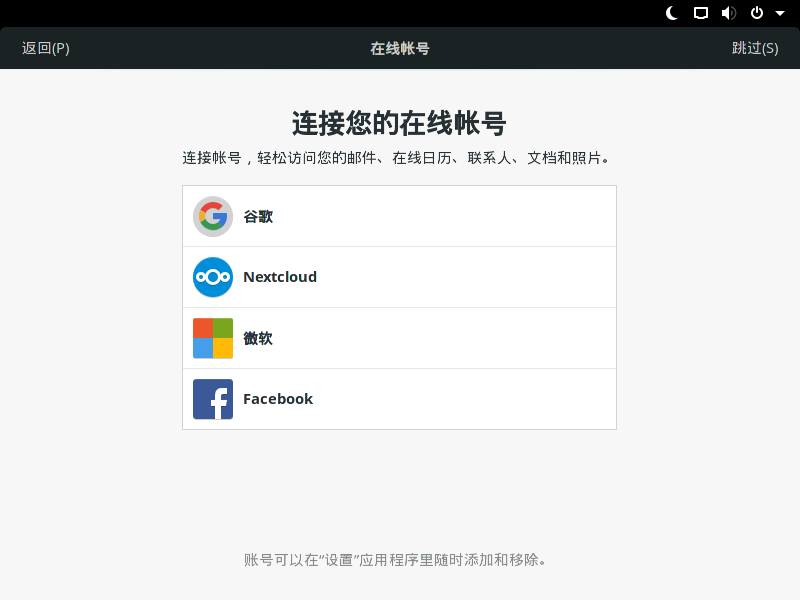 返回(P)
在线帐号
跳过(S)
连接您的在线帐号
连接帐号，轻松访问您的邮件、在线日历、联系人、文档和照片。
谷歌
Nextcloud
微软
Facebook
账号可以在“设置”应用程序里随时添加和移除。